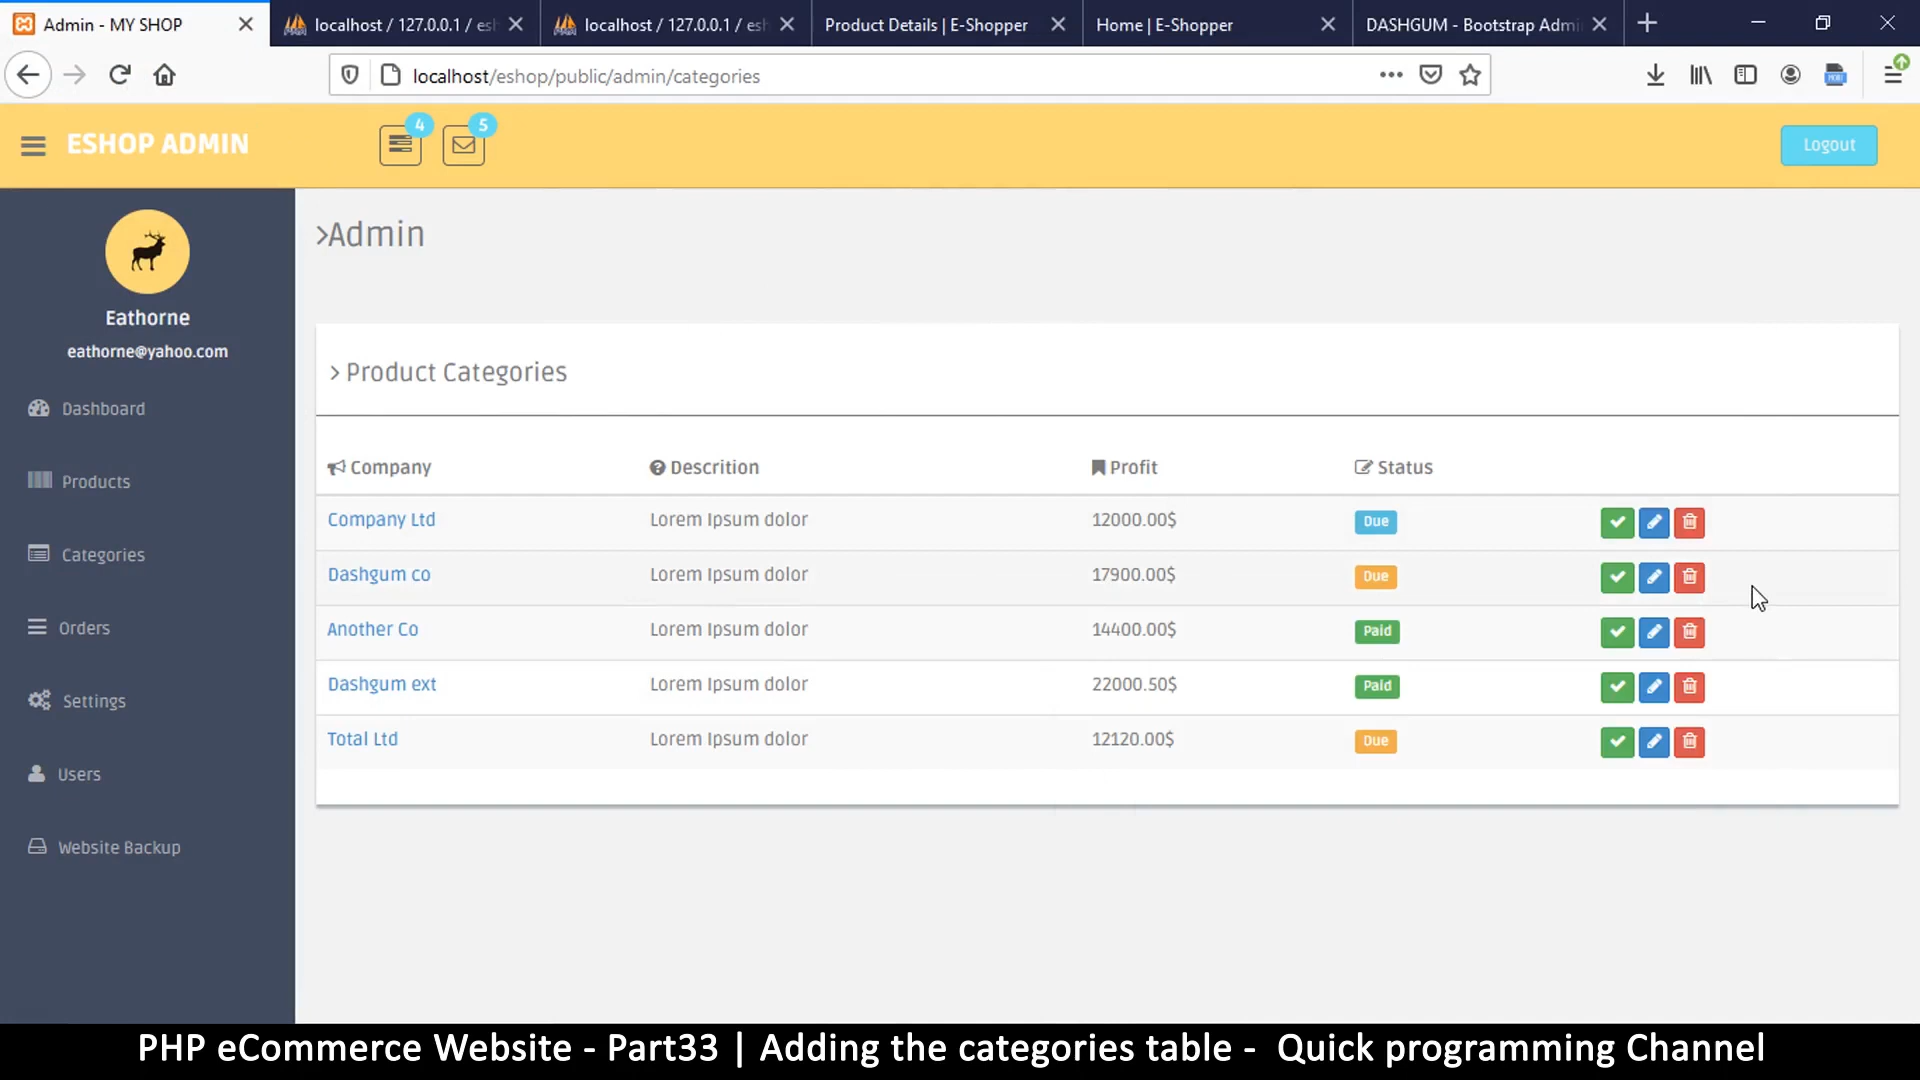 Admin - MY SHOP
localhost / 127.0.0.1 / esh
localhost / 127.0.0.1 / esh
Product Details | E-Shopper
Home | E-Shopper
DASHGUM - Bootstrap Admi
localhost/eshop/public/admin/categories
ESHOP ADMIN
4
5
Logout
Eathorne
eathorne@yahoo.com
Dashboard
Products
Categories
Orders
Settings
Users
Website Backup
>Admin
> Product Categories
Company Descrition Profit Status
Company Ltd Lorem Ipsum dolor 12000.00$ Due
Dashgum co Lorem Ipsum dolor 17900.00$ Due
Another Co Lorem Ipsum dolor 14400.00$ Paid
Dashgum ext Lorem Ipsum dolor 22000.50$ Paid
Total Ltd Lorem Ipsum dolor 12120.00$ Due
PHP eCommerce Website - Part33 | Adding the categories table - Quick programming Channel